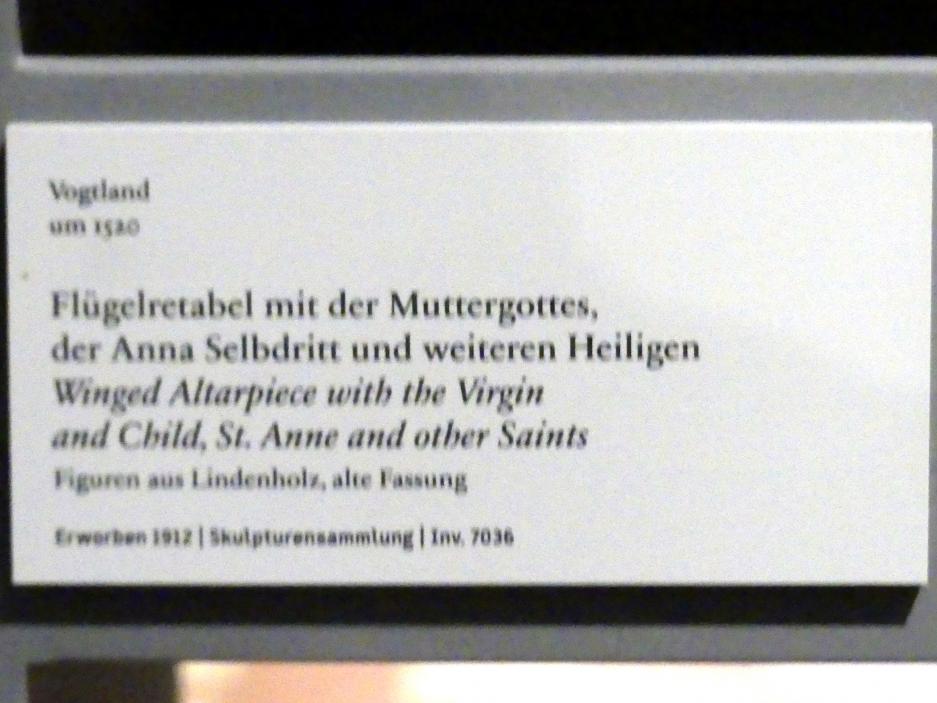 Vogtland
um 1520
Flügelretabel mit der Muttergottes,
der Anna Selbdritt und weiteren Heiligen
Winged Altarpiece with the Virgin
and Child, St. Anne and other Saints
Figuren aus Lindenholz, alte Fassung
Erworben 1912 | Skulpturensammlung | Inv. 7036